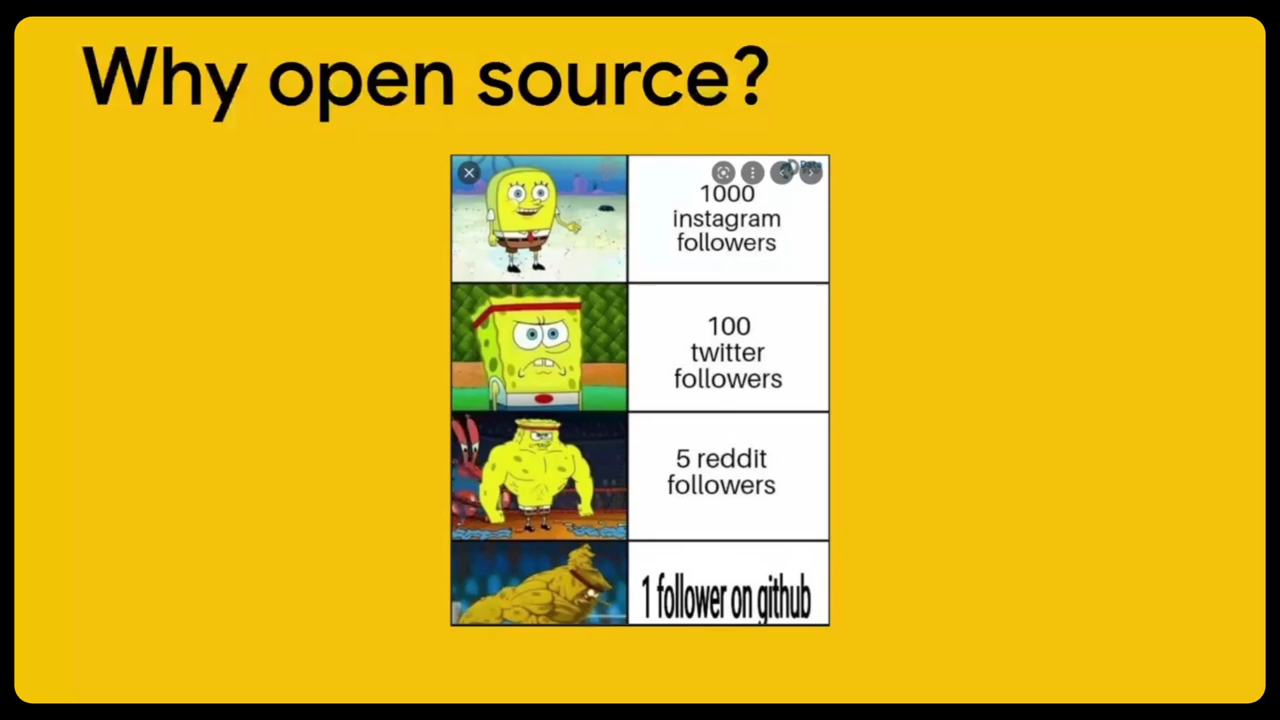 Why open source?
1000
instagram
followers
100
twitter
followers
5 reddit
followers
1 follower on github